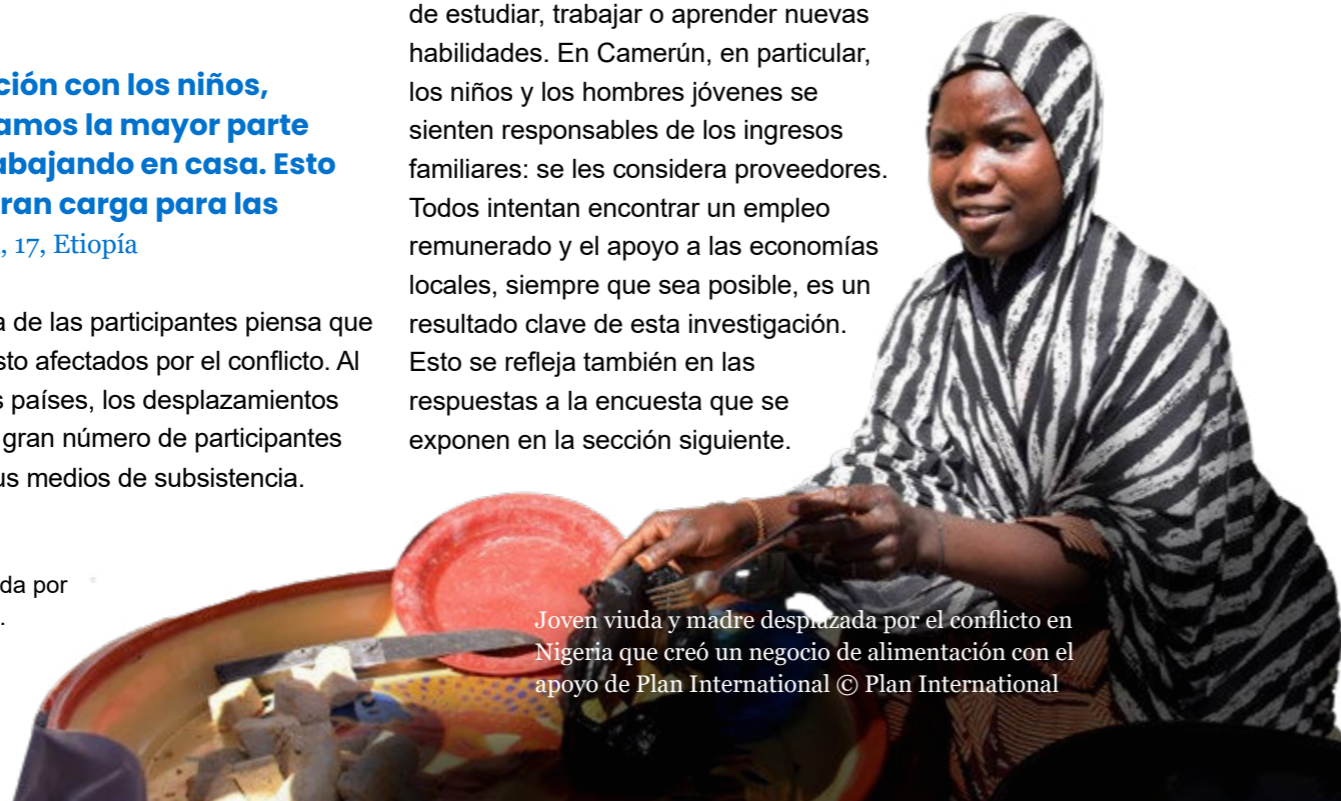 ción con los niños,
amos la mayor parte
abajando en casa. Esto
ran carga para las
, 17, Etiopía
a de las participantes piensa que
sto afectados por el conflicto. Al
s países, los desplazamientos
gran número de participantes
us medios de subsistencia.
da por
.
de estudiar, trabajar o aprender nuevas
habilidades. En Camerún, en particular,
los niños y los hombres jóvenes se
sienten responsables de los ingresos
familiares: se les considera proveedores.
Todos intentan encontrar un empleo
remunerado y el apoyo a las economías
locales, siempre que sea posible, es un
resultado clave de esta investigación.
Esto se refleja también en las
respuestas a la encuesta que se
exponen en la sección siguiente.
Joven viuda y madre desplazada por el conflicto en
Nigeria que creó un negocio de alimentación con el
apoyo de Plan International © Plan International